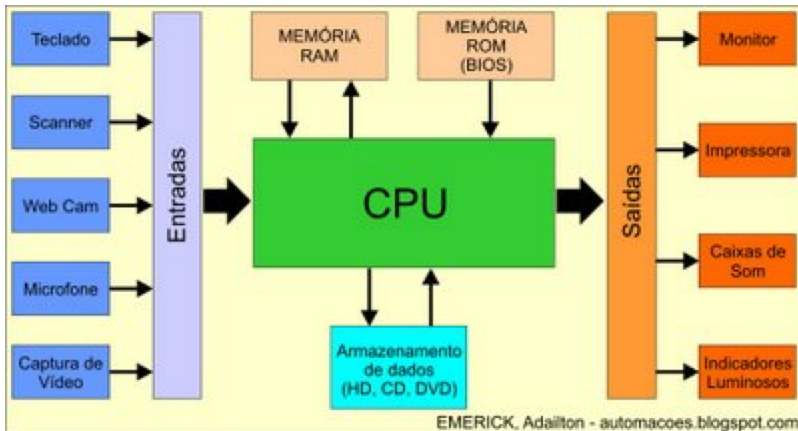 Teclado
Scanner
Web Cam
Microfone
Captura de
Vídeo
Entradas
MEMÓRIA
RAM
MEMÓRIA
ROM
(BIOS)
CPU
Armazenamento
de dados
(HD, CD, DVD)
Saídas
Monitor
Impressora
Caixas de
Som
Indicadores
Luminosos
EMERICK, Adailton - automacoes.blogspot.com